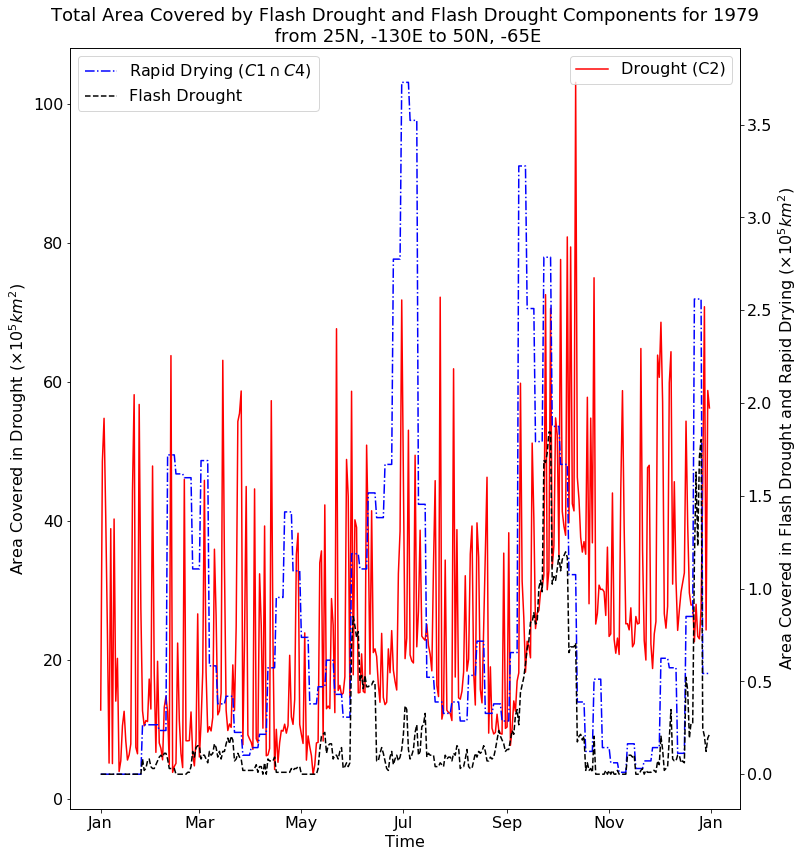 Total Area Covered by Flash Drought and Flash Drought Components for 1979
from 25N, -130E to 50N, -65E
Rapid Drying (C1 ∩ C4)
Flash Drought
Drought (C2)
Area Covered in Drought (×10⁵km²)
100
80
60
40
20
0
3.5
3.0
2.5
2.0
1.5
1.0
0.5
0.0
Area Covered in Flash Drought and Rapid Drying (×10⁵km²)
Jan Mar May Jul Sep Nov Jan
Time